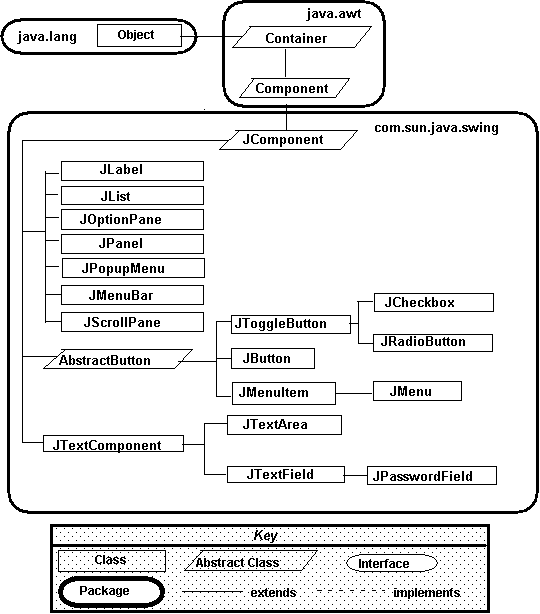 java.awt
java.lang
Object
Container
Component
com.sun.java.swing
JComponent
JLabel
JList
JOptionPane
JPanel
JPopupMenu
JMenuBar
JScrollPane
AbstractButton
JToggleButton
JCheckbox
JRadioButton
JButton
JMenuItem
JMenu
JTextComponent
JTextArea
JTextField
JPasswordField
Key
Class
Abstract Class
Interface
Package
extends
implements